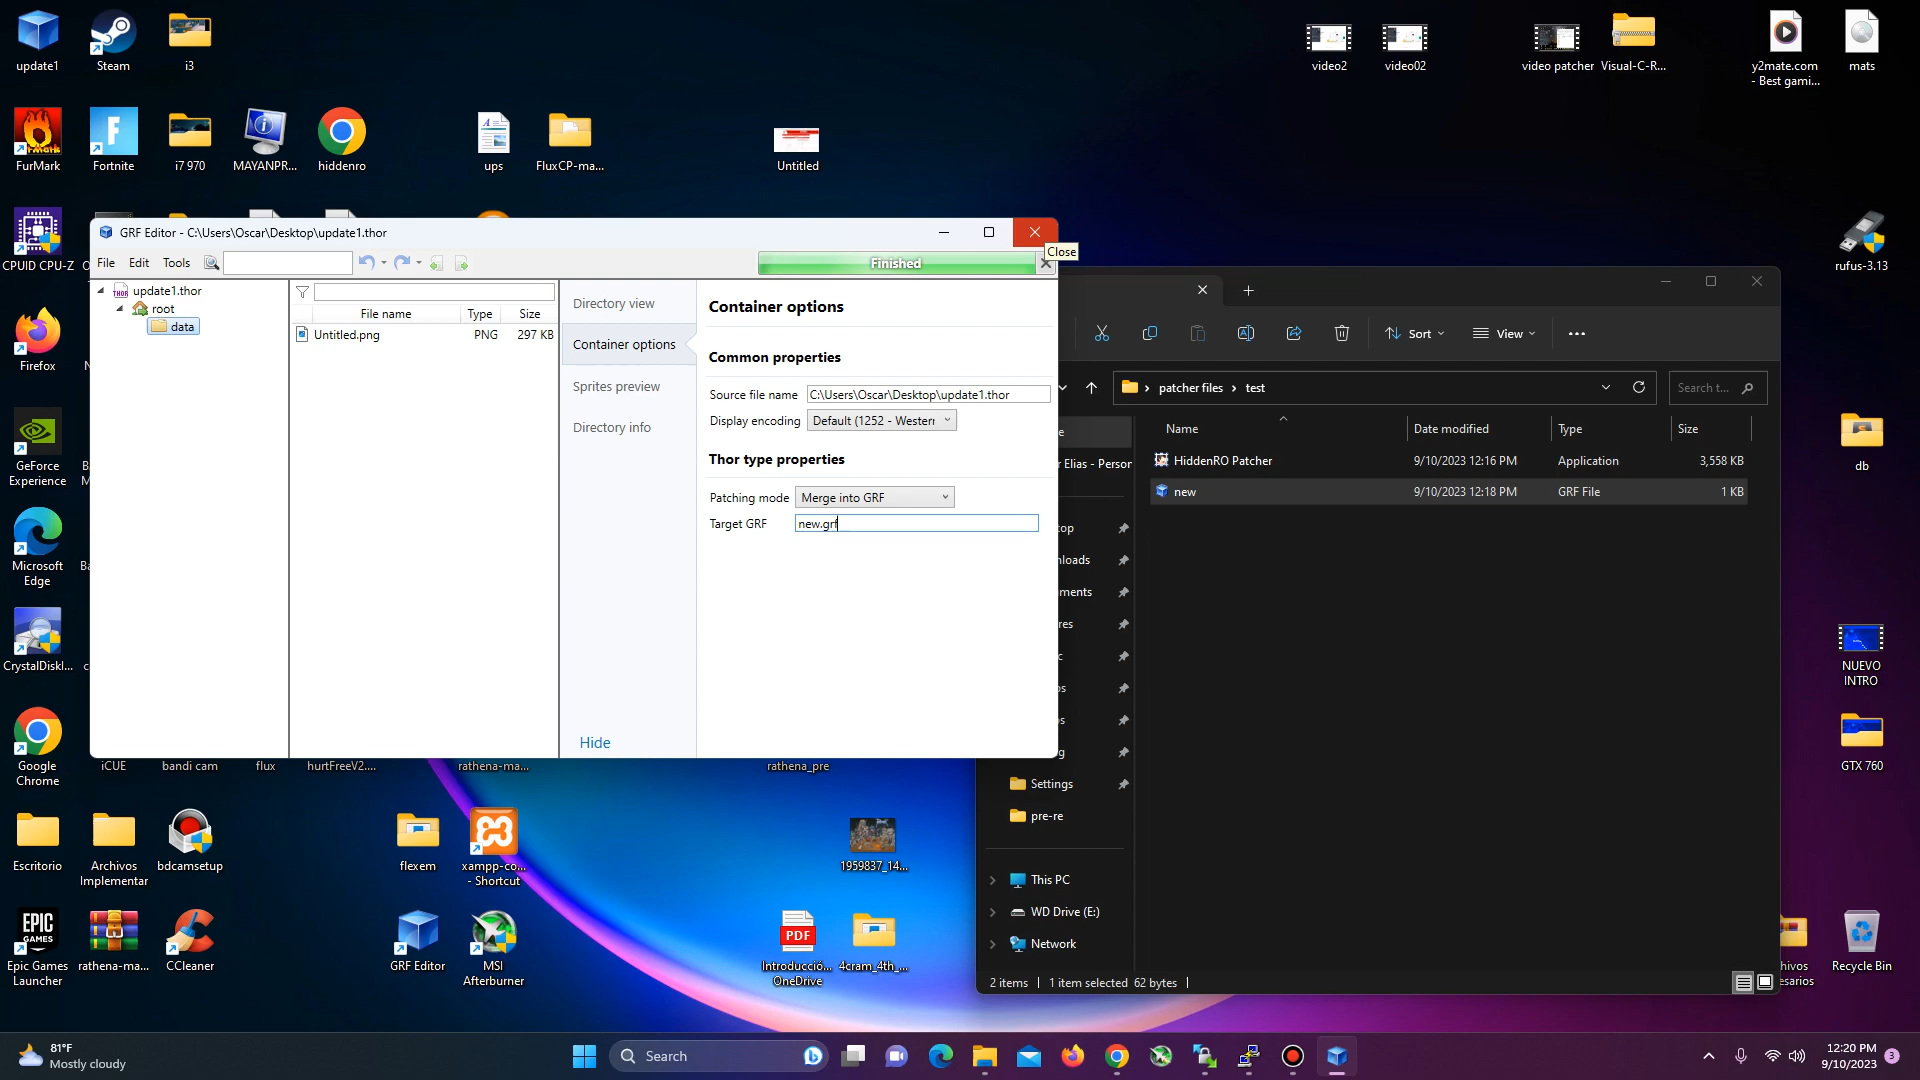 update1
Steam
i3
video2
video02
video patcher
Visual-C-R...
y2mate.com
- Best gami...
mats
FurMark
Fortnite
i7 970
MAYANPR...
hiddenro
ups
FluxCP-ma...
Untitled
GRF Editor - C:\Users\Oscar\Desktop\update1.thor
Close
CPUID CPU-Z
File
Edit
Tools
Finished
rufus-3.13
update1.thor
root
data
File name
Type
Size
Untitled.png
PNG
297 KB
Directory view
Container options
Sprites preview
Directory info
Hide
Container options
Common properties
Source file name
C:\Users\Oscar\Desktop\update1.thor
Display encoding
Default (1252 - Western
Thor type properties
Patching mode
Merge into GRF
Target GRF
new.grf
Sort
View
patcher files
test
Search t...
Name
Date modified
Type
Size
HiddenRO Patcher
9/10/2023 12:16 PM
Application
3,558 KB
new
9/10/2023 12:18 PM
GRF File
1 KB
r Elias - Person
Settings
pre-re
This PC
WD Drive (E:)
Network
2 items
1 item selected
62 bytes
Firefox
GeForce
Experience
Microsoft
Edge
CrystalDiskI...
Google
Chrome
iCUE
bandi cam
flux
hurtFreeV2....
rathena-ma...
rathena_pre
db
NUEVO
INTRO
GTX 760
Escritorio
Archivos
Implementar
bdcamsetup
flexem
xampp-co...
- Shortcut
1959837_14...
Epic Games
Launcher
rathena-ma...
CCleaner
GRF Editor
MSI
Afterburner
PDF
Introducció...
OneDrive
4cram_4th_...
Recycle Bin
81°F
Mostly cloudy
Search
12:20 PM
9/10/2023
3